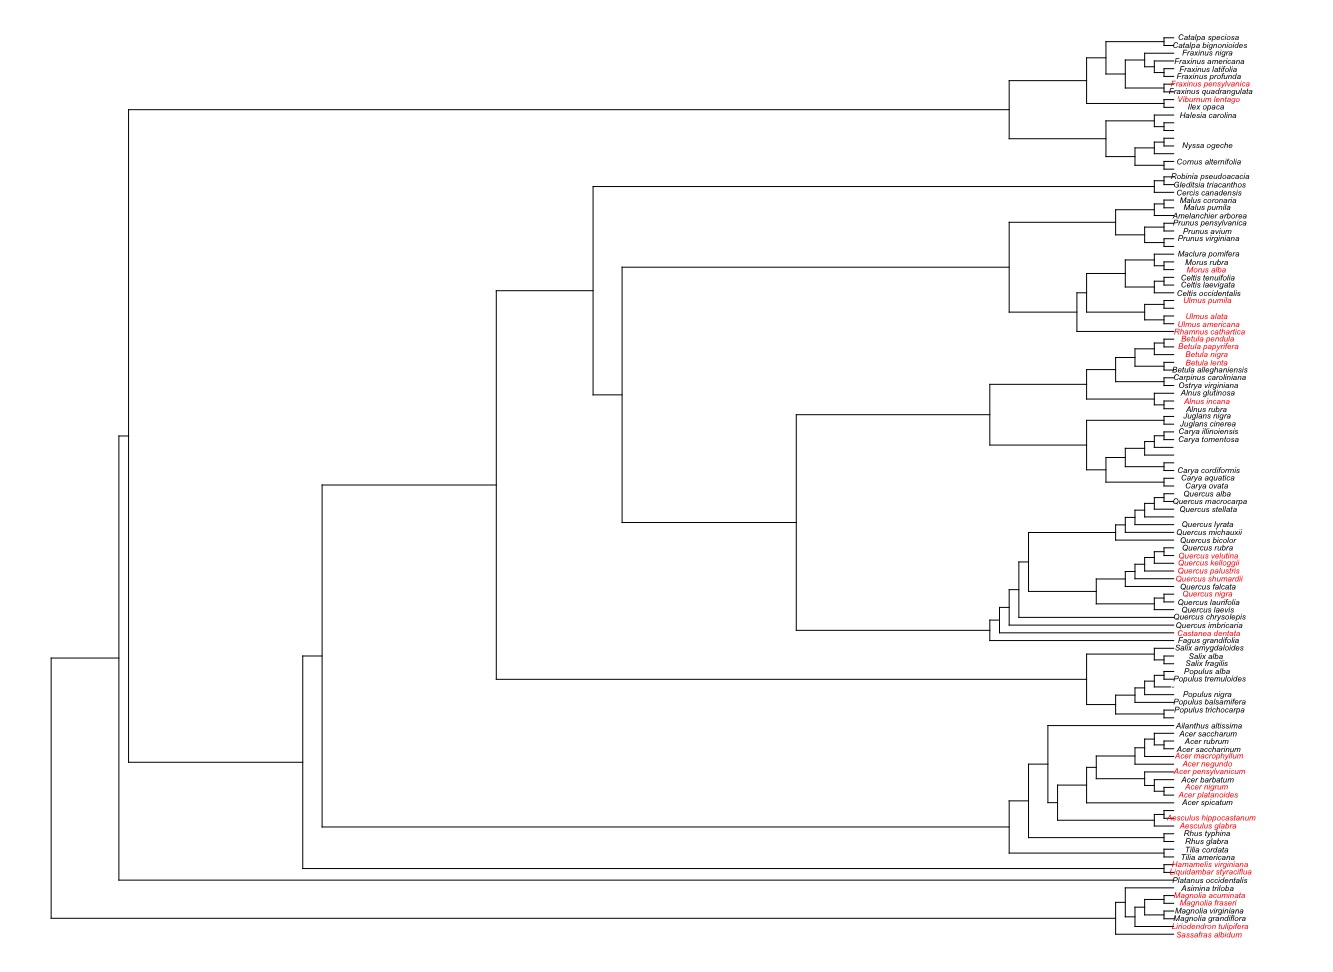 Catalpa speciosa
Catalpa bignonioides
Fraxinus nigra
Fraxinus americana
Fraxinus latifolia
Fraxinus profunda
Fraxinus pensylvanica
Fraxinus quadrangulata
Viburnum lentago
Ilex opaca
Halesia carolina
Nyssa ogeche
Cornus alternifolia
Robinia pseudoacacia
Gleditsia triacanthos
Cercis canadensis
Malus coronaria
Malus pumila
Amelanchier arborea
Prunus pensylvanica
Prunus avium
Prunus virginiana
Maclura pomifera
Morus rubra
Morus alba
Celtis tenuifolia
Celtis laevigata
Celtis occidentalis
Ulmus pumila
Ulmus alata
Ulmus americana
Rhamnus cathartica
Betula pendula
Betula papyrifera
Betula nigra
Betula lenta
Betula alleghaniensis
Carpinus caroliniana
Ostrya virginiana
Alnus glutinosa
Alnus incana
Alnus rubra
Juglans nigra
Juglans cinerea
Carya illinoiensis
Carya tomentosa
Carya cordiformis
Carya aquatica
Carya ovata
Quercus alba
Quercus macrocarpa
Quercus stellata
Quercus lyrata
Quercus michauxii
Quercus bicolor
Quercus rubra
Quercus velutina
Quercus kelloggii
Quercus palustris
Quercus shumardii
Quercus falcata
Quercus nigra
Quercus laurifolia
Quercus laevis
Quercus chrysolepis
Quercus imbricaria
Castanea dentata
Fagus grandifolia
Salix amygdaloides
Salix alba
Salix fragilis
Populus alba
Populus tremuloides
Populus nigra
Populus balsamifera
Populus trichocarpa
Ailanthus altissima
Acer saccharum
Acer rubrum
Acer saccharinum
Acer macrophyllum
Acer negundo
Acer pensylvanicum
Acer barbatum
Acer nigrum
Acer platanoides
Acer spicatum
Aesculus hippocastanum
Aesculus glabra
Rhus typhina
Rhus glabra
Tilia cordata
Tilia americana
Hamamelis virginiana
Liquidambar styraciflua
Platanus occidentalis
Asimina triloba
Magnolia acuminata
Magnolia fraseri
Magnolia virginiana
Magnolia grandiflora
Liriodendron tulipifera
Sassafras albidum